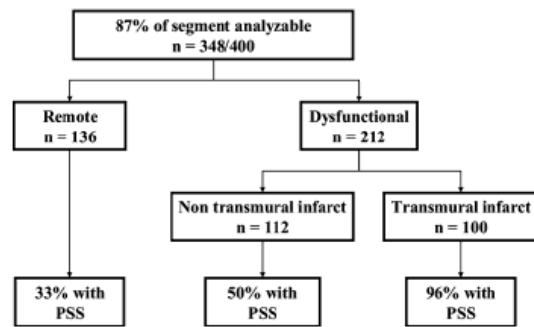 87% of segment analyzable
n = 348/400
Remote
n = 136
Dysfunctional
n = 212
Non transmural infarct
n = 112
Transmural infarct
n = 100
33% with
PSS
50% with
PSS
96% with
PSS